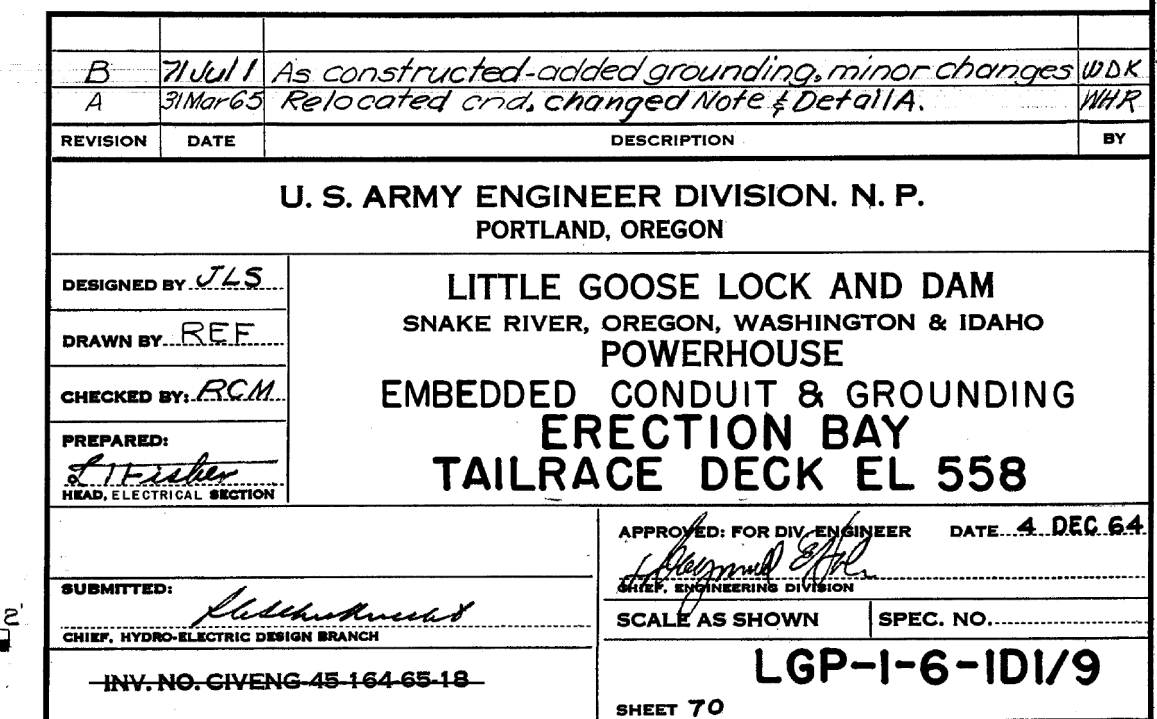 B 71 Jul 1 As constructed-added grounding, minor changes WDK
A 31 Mar 65 Relocated cnd, changed Note & Detail A. WHR
REVISION DATE DESCRIPTION BY
U. S. ARMY ENGINEER DIVISION. N. P.
PORTLAND, OREGON
DESIGNED BY JLS
DRAWN BY REF
CHECKED BY: RCM
PREPARED:
HEAD, ELECTRICAL SECTION
LITTLE GOOSE LOCK AND DAM
SNAKE RIVER, OREGON, WASHINGTON & IDAHO
POWERHOUSE
EMBEDDED CONDUIT & GROUNDING
ERECTION BAY
TAILRACE DECK EL 558
SUBMITTED:
CHIEF, HYDRO-ELECTRIC DESIGN BRANCH
INV. NO. CIVENG-45-164-65-18
APPROVED: FOR DIV. ENGINEER DATE 4 DEC 64
CHIEF, ENGINEERING DIVISION
SCALE AS SHOWN SPEC. NO.
LGP-1-6-1D1/9
SHEET 70
2'